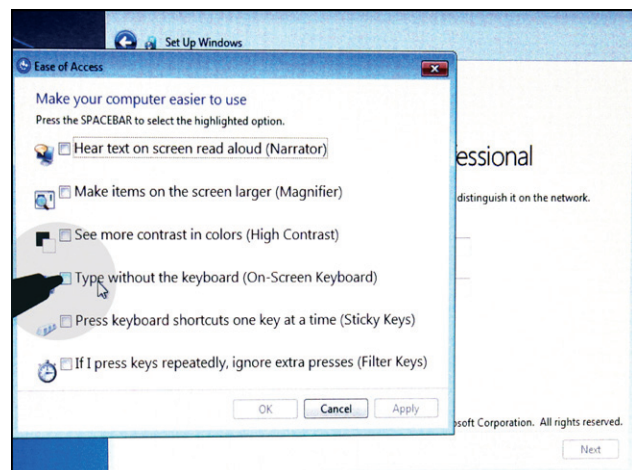 Set Up Windows
Ease of Access
Make your computer easier to use
Press the SPACEBAR to select the highlighted option.
Hear text on screen read aloud (Narrator)
essional
Make items on the screen larger (Magnifier)
distinguish it on the network.
See more contrast in colors (High Contrast)
Type without the keyboard (On-Screen Keyboard)
Press keyboard shortcuts one key at a time (Sticky Keys)
If I press keys repeatedly, ignore extra presses (Filter Keys)
OK Cancel Apply
osoft Corporation. All rights reserved.
Next